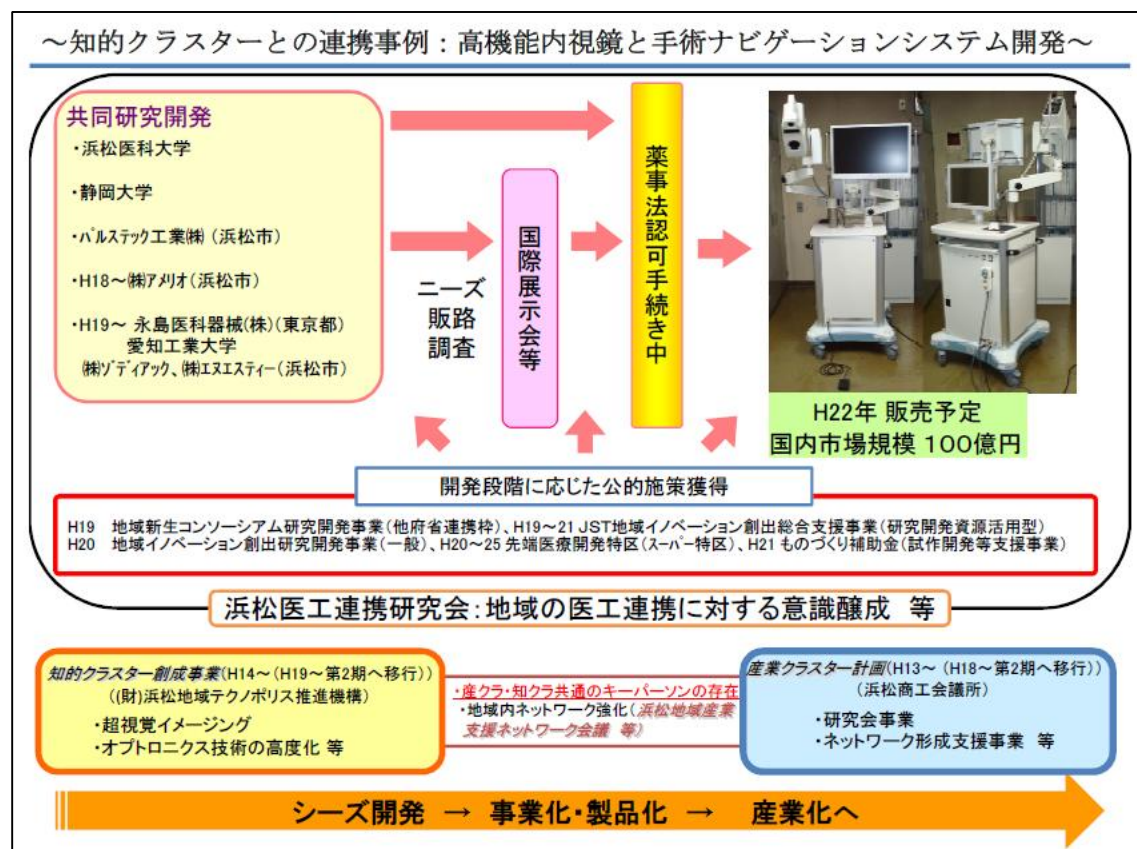 ～知的クラスターとの連携事例：高機能内視鏡と手術ナビゲーションシステム開発～
共同研究開発
・浜松医科大学
・静岡大学
・ﾊﾟﾙｽﾃｯｸ工業㈱（浜松市）
・H18～㈱ｱﾒﾘｵ（浜松市）
・H19～ 永島医科器械(株)(東京都)
愛知工業大学
㈱ｿﾞﾃﾞｨｱｯｸ、㈱ｴﾇｴｽﾃｨｰ（浜松市）
ニーズ
販路
調査
国際展示会等
薬事法認可手続き中
H22年 販売予定
国内市場規模 100億円
開発段階に応じた公的施策獲得
H19　地域新生コンソーシアム研究開発事業（他府省連携枠）、H19～21 JST地域イノベーション創出総合支援事業（研究開発資源活用型）
H20　地域イノベーション創出研究開発事業（一般）、H20～25 先端医療開発特区（ｽｰﾊﾟｰ特区）、H21 ものづくり補助金（試作開発等支援事業）
浜松医工連携研究会：地域の医工連携に対する意識醸成　等
知的クラスター創成事業(H14～(H19～第2期へ移行))
((財)浜松地域テクノポリス推進機構)
・超視覚イメージング
・オプトロニクス技術の高度化 等
・産クラ・知クラ共通のキーパーソンの存在
・地域内ネットワーク強化（浜松地域産業
支援ネットワーク会議　等）
産業クラスター計画(H13～(H18～第2期へ移行))
(浜松商工会議所)
・研究会事業
・ネットワーク形成支援事業　等
シーズ開発 → 事業化・製品化 → 産業化へ